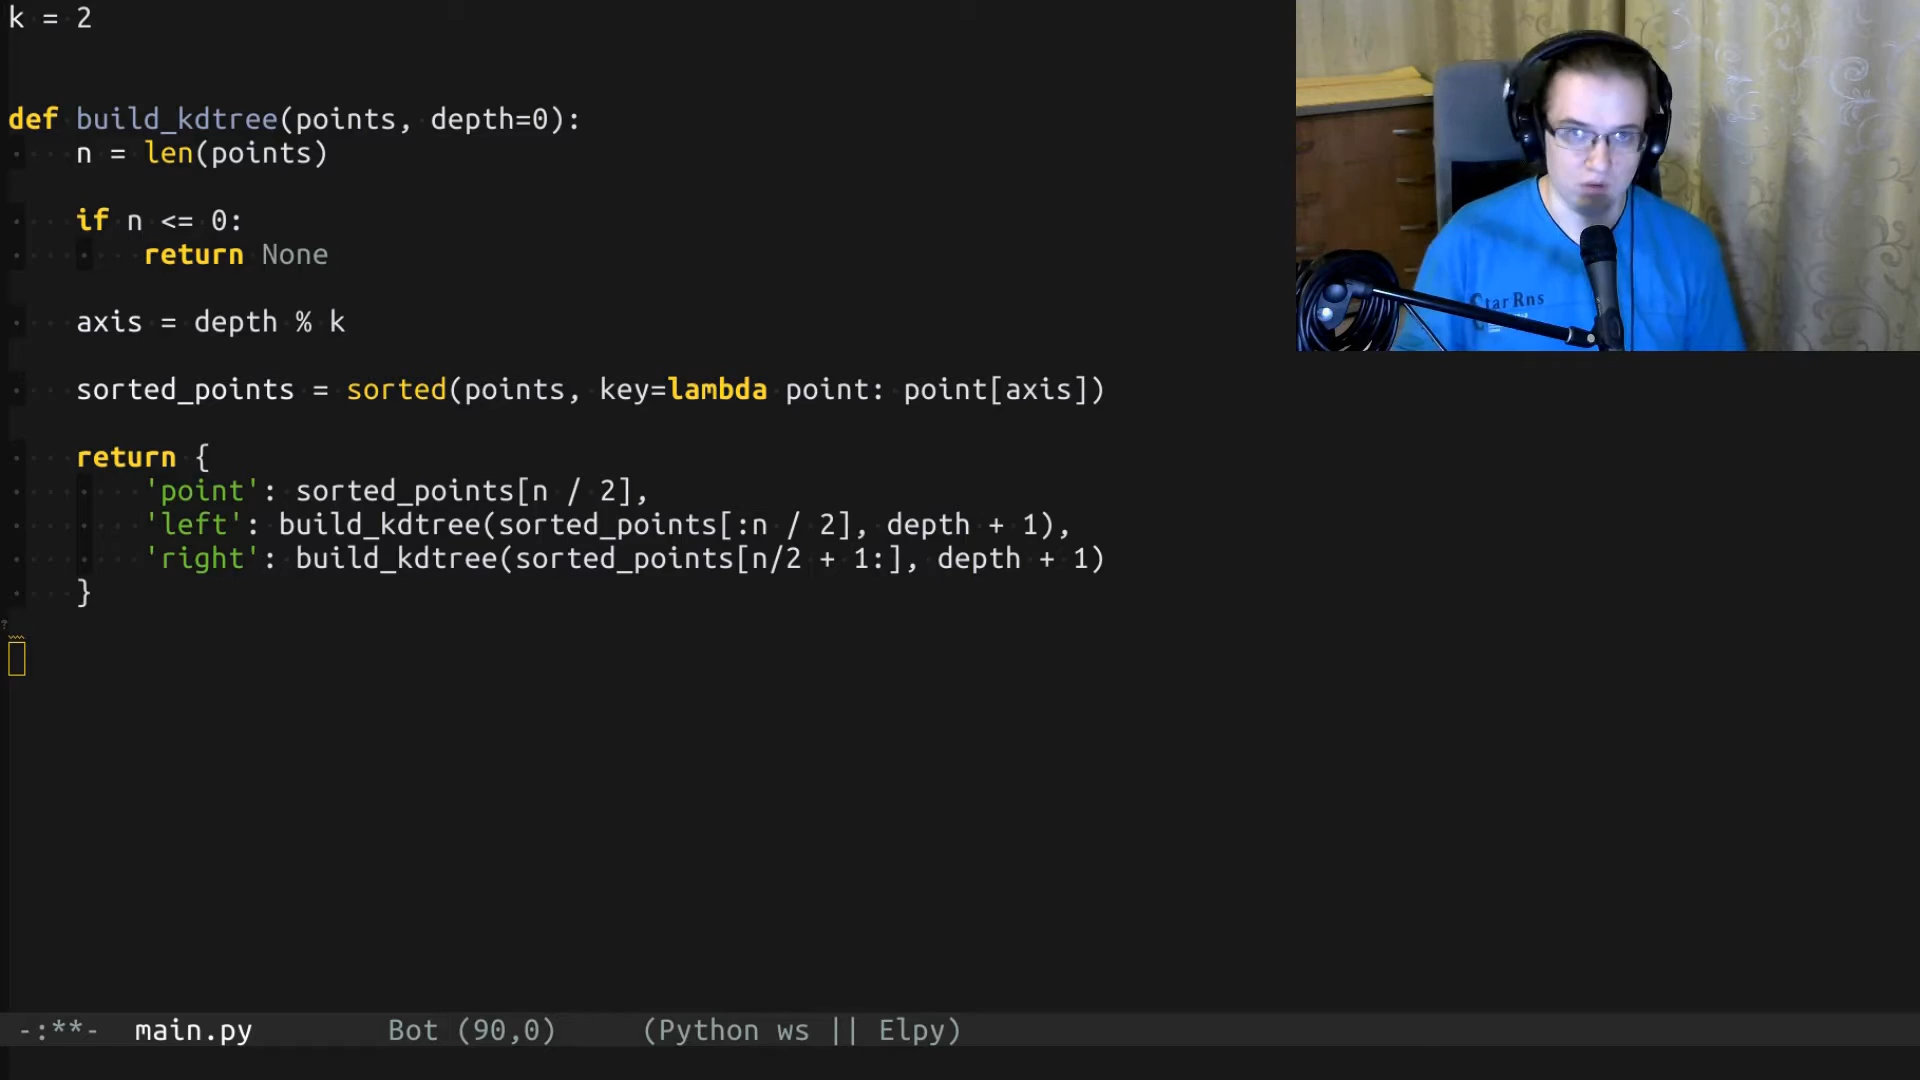 k = 2
def build_kdtree(points, depth=0):
n = len(points)
if n <= 0:
return None
axis = depth % k
sorted_points = sorted(points, key=lambda point: point[axis])
return {
'point': sorted_points[n / 2],
'left': build_kdtree(sorted_points[:n / 2], depth + 1),
'right': build_kdtree(sorted_points[n/2 + 1:], depth + 1)
}
?
-:**- main.py Bot (90,0) (Python ws || Elpy)
Star Rns